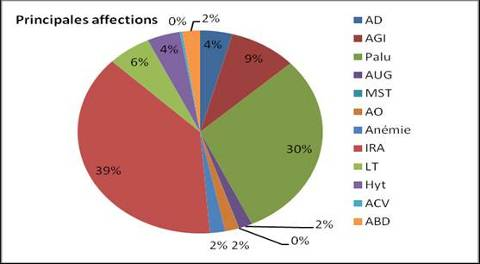 Principales affections
0%
2%
4%
9%
30%
2%
0%
2%
2%
39%
6%
4%
AD
AGI
Palu
AUG
MST
AO
Anémie
IRA
LT
Hyt
ACV
ABD